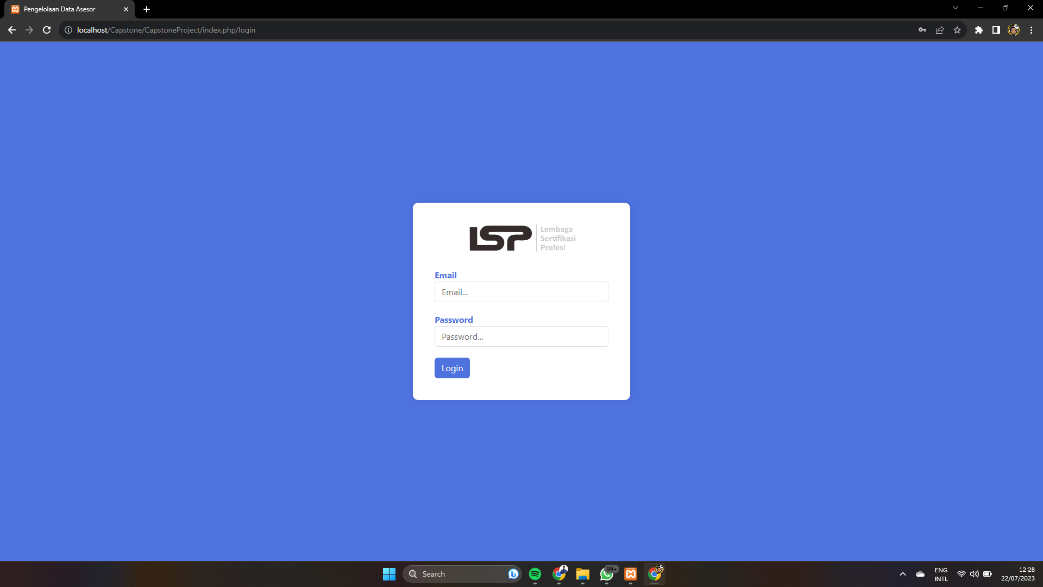 Pengelolaan Data Asesor
localhost/Capstone/CapstoneProject/index.php/login
LSP
Lembaga
Sertifikasi
Profesi
Email
Email...
Password
Password...
Login
Search
99+
ENG
INTL
12:28
22/07/2023